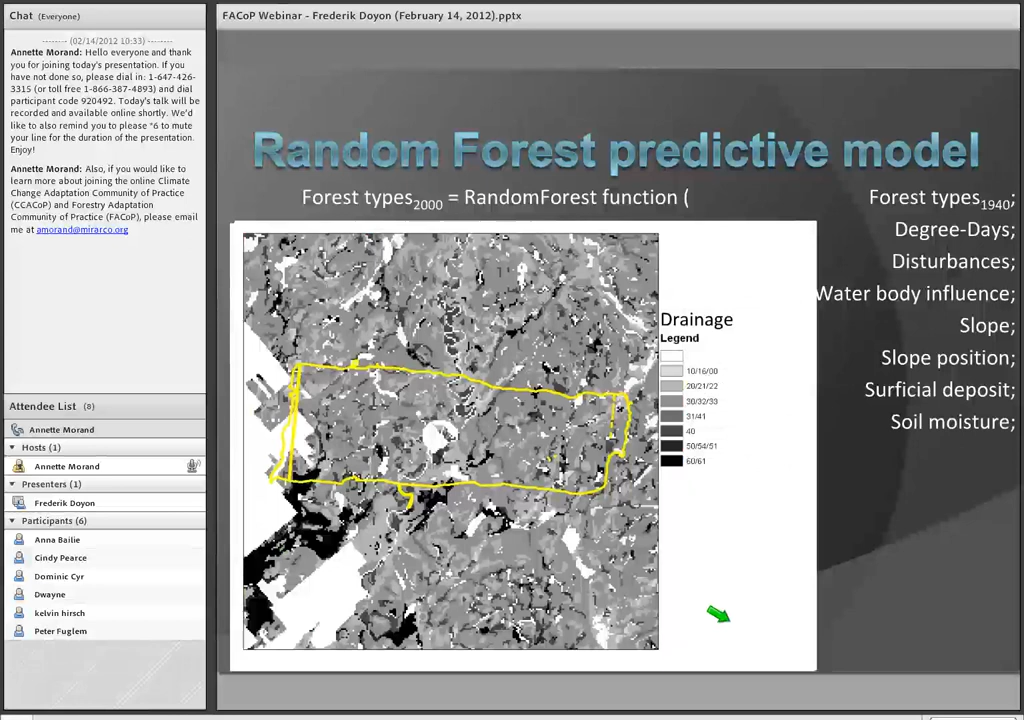 Chat (Everyone)
-------- (02/14/2012 10:33) --------
Annette Morand: Hello everyone and thank
you for joining today's presentation. If you
have not done so, please dial in: 1-647-426-
3315 (or toll free 1-866-387-4893) and dial
participant code 920492. Today's talk will be
recorded and available online shortly. We'd
like to also remind you to please *6 to mute
your line for the duration of the presentation.
Enjoy!
Annette Morand: Also, if you would like to
learn more about joining the online Climate
Change Adaptation Community of Practice
(CCACoP) and Forestry Adaptation
Community of Practice (FACoP), please email
me at amorand@mirarco.org
Attendee List (8)
Annette Morand
Hosts (1)
Annette Morand
Presenters (1)
Frederik Doyon
Participants (6)
Anna Bailie
Cindy Pearce
Dominic Cyr
Dwayne
kelvin hirsch
Peter Fuglem
FACoP Webinar - Frederik Doyon (February 14, 2012).pptx
Random Forest predictive model
Forest types2000 = RandomForest function (
Forest types1940;
Degree-Days;
Disturbances;
Water body influence;
Slope;
Slope position;
Surficial deposit;
Soil moisture;
Drainage
Legend
10/16/00
20/21/22
30/32/33
31/41
40
50/54/51
60/61